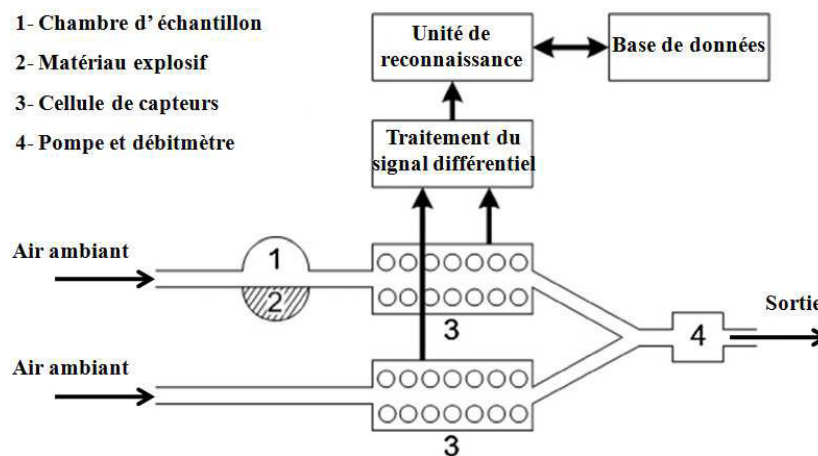 1- Chambre d' échantillon
2- Matériau explosif
3- Cellule de capteurs
4- Pompe et débitmètre
Unité de
reconnaissance
Base de données
Traitement du
signal différentiel
Air ambiant
1
2
3
Sortie
4
Air ambiant
3